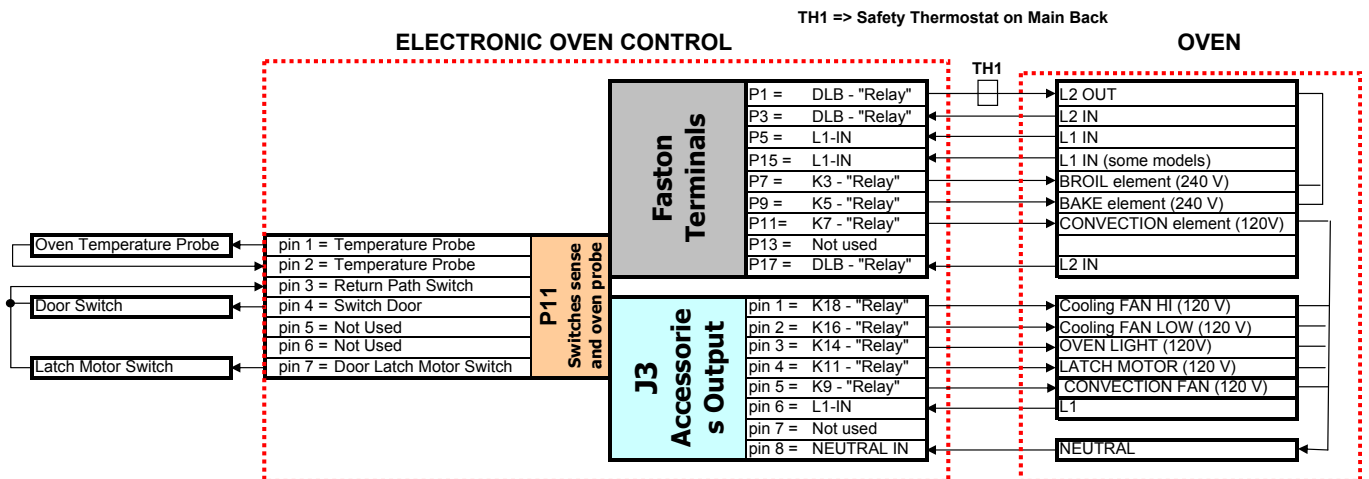 TH1 => Safety Thermostat on Main Back
ELECTRONIC OVEN CONTROL
OVEN
TH1
Faston
Terminals
P1 = DLB - "Relay"
P3 = DLB - "Relay"
P5 = L1-IN
P15 = L1-IN
P7 = K3 - "Relay"
P9 = K5 - "Relay"
P11= K7 - "Relay"
P13 = Not used
P17 = DLB - "Relay"
L2 OUT
L2 IN
L1 IN
L1 IN (some models)
BROIL element (240 V)
BAKE element (240 V)
CONVECTION element (120V)
L2 IN
Oven Temperature Probe
Door Switch
Latch Motor Switch
pin 1 = Temperature Probe
pin 2 = Temperature Probe
pin 3 = Return Path Switch
pin 4 = Switch Door
pin 5 = Not Used
pin 6 = Not Used
pin 7 = Door Latch Motor Switch
P11
Switches sense
and oven probe
J3
Accessorie
s Output
pin 1 = K18 - "Relay"
pin 2 = K16 - "Relay"
pin 3 = K14 - "Relay"
pin 4 = K11 - "Relay"
pin 5 = K9 - "Relay"
pin 6 = L1-IN
pin 7 = Not used
pin 8 = NEUTRAL IN
Cooling FAN HI (120 V)
Cooling FAN LOW (120 V)
OVEN LIGHT (120V)
LATCH MOTOR (120 V)
CONVECTION FAN (120 V)
L1
NEUTRAL